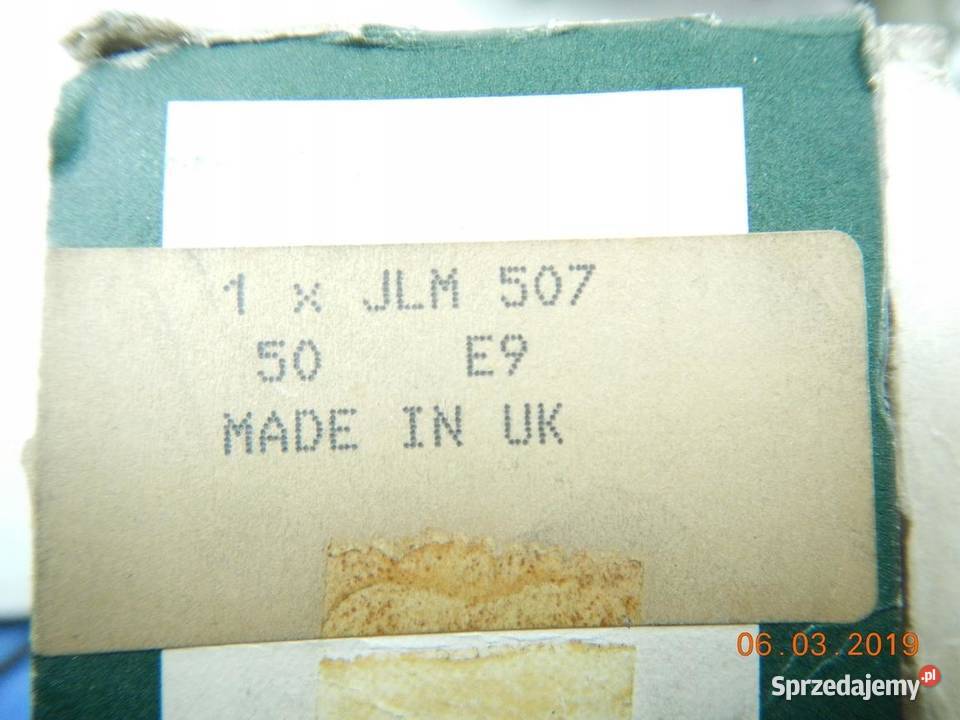 1 x JLM 507
50 E9
MADE IN UK
06.03.2019
Sprzedajemy.pl